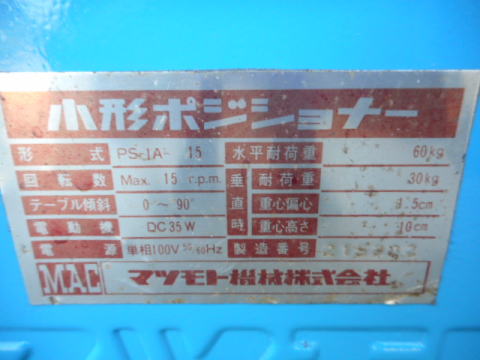 小形ポジショナー
形式 PS-1A- 15 水平耐荷重 60kg
回転数 Max. 15 r.p.m. 垂直時 耐荷重 30kg
テーブル傾斜 0～90° 重心偏心 5cm
電動機 DC35W 重心高さ 10cm
電源 単相100V 50/60Hz 製造番号
MAC マツモト機械株式会社